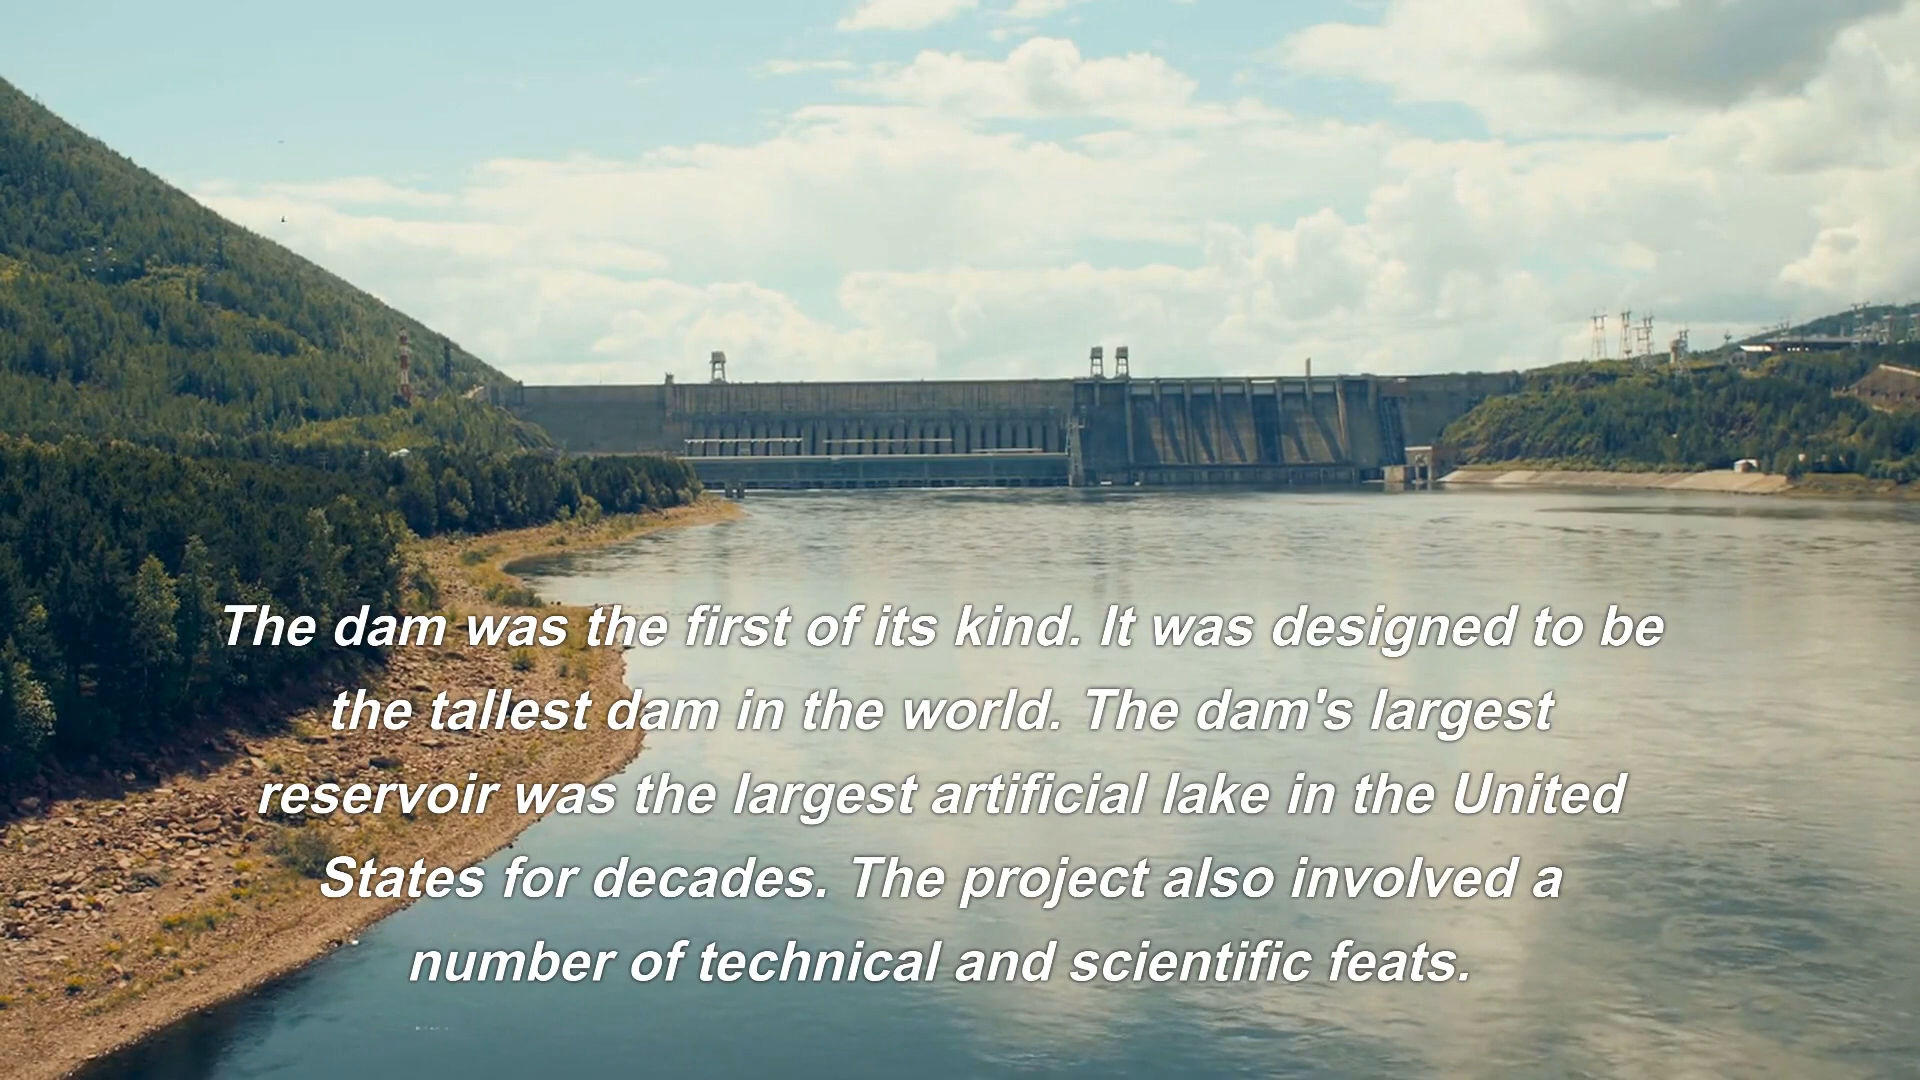 The dam was the first of its kind. It was designed to be
the tallest dam in the world. The dam's largest
reservoir was the largest artificial lake in the United
States for decades. The project also involved a
number of technical and scientific feats.